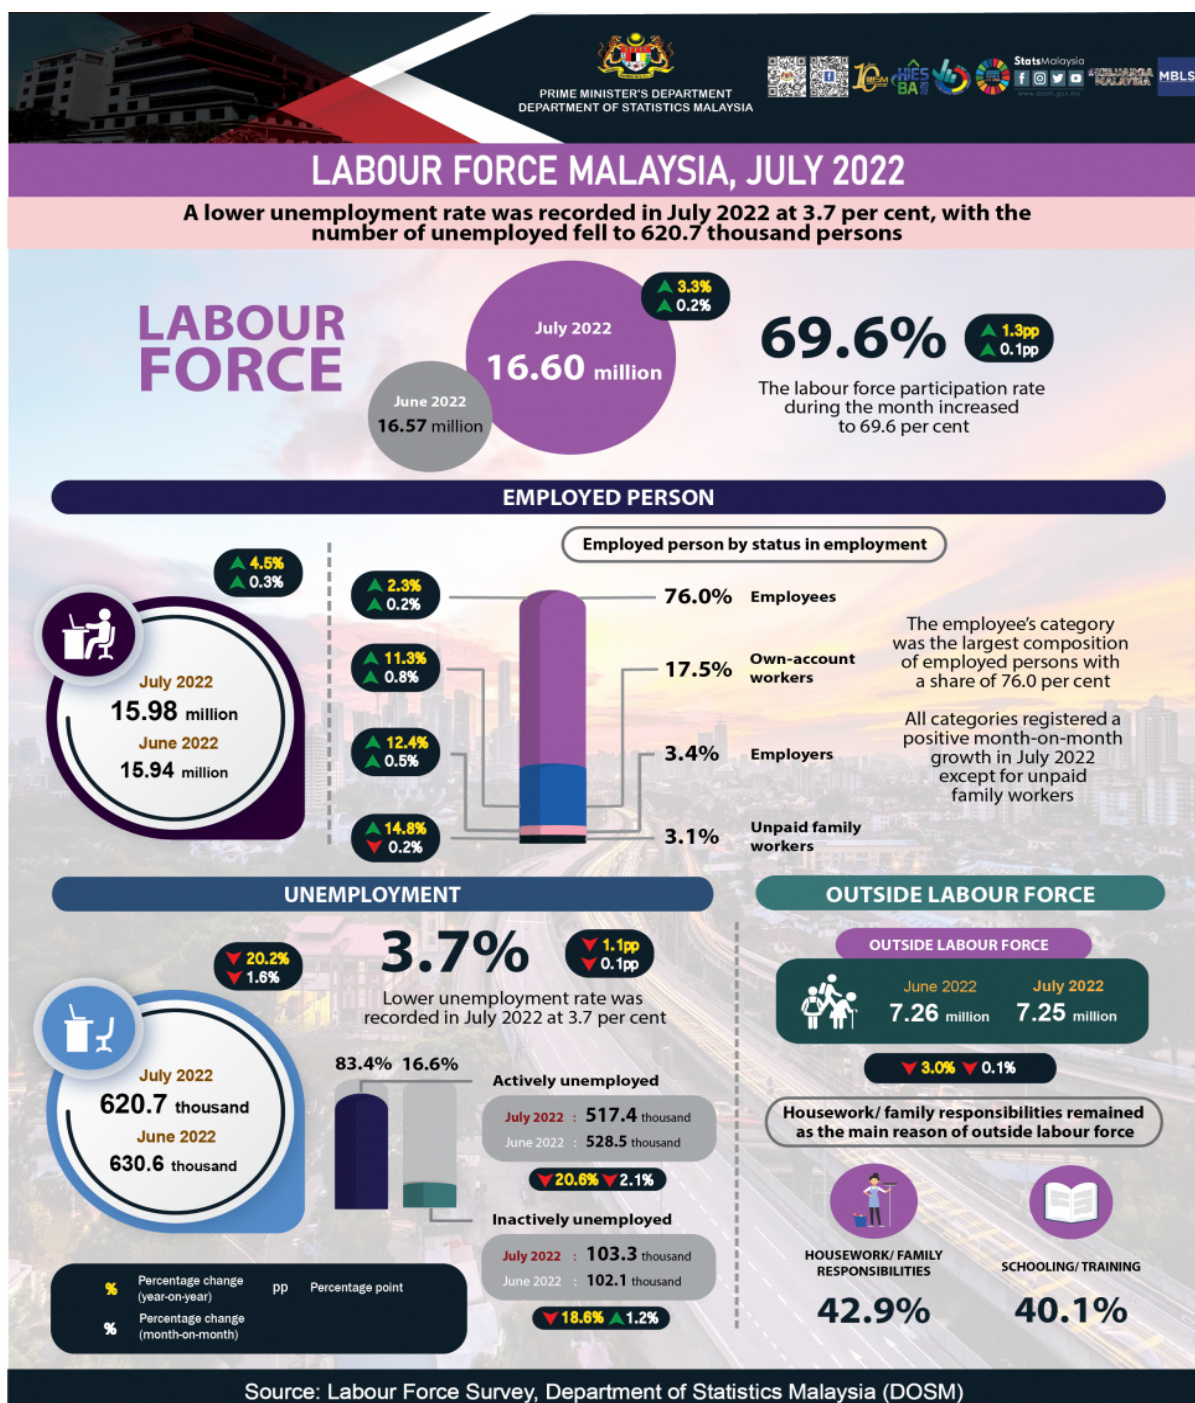 PRIME MINISTER'S DEPARTMENT
DEPARTMENT OF STATISTICS MALAYSIA
StatsMalaysia
www.dosm.gov.my
MBLS
LABOUR FORCE MALAYSIA, JULY 2022
A lower unemployment rate was recorded in July 2022 at 3.7 per cent, with the
number of unemployed fell to 620.7 thousand persons
LABOUR
FORCE
July 2022
16.60 million
3.3%
0.2%
June 2022
16.57 million
69.6%
1.3pp
0.1pp
The labour force participation rate
during the month increased
to 69.6 per cent
EMPLOYED PERSON
4.5%
0.3%
July 2022
15.98 million
June 2022
15.94 million
Employed person by status in employment
2.3%
0.2%
76.0% Employees
11.3%
0.8%
17.5% Own-account
workers
12.4%
0.5%
3.4% Employers
14.8%
0.2%
3.1% Unpaid family
workers
The employee's category
was the largest composition
of employed persons with
a share of 76.0 per cent
All categories registered a
positive month-on-month
growth in July 2022
except for unpaid
family workers
UNEMPLOYMENT
20.2%
1.6%
July 2022
620.7 thousand
June 2022
630.6 thousand
3.7%
1.1pp
0.1pp
Lower unemployment rate was
recorded in July 2022 at 3.7 per cent
83.4% 16.6%
Actively unemployed
July 2022 : 517.4 thousand
June 2022 : 528.5 thousand
20.6% 2.1%
Inactively unemployed
July 2022 : 103.3 thousand
June 2022 : 102.1 thousand
18.6% 1.2%
% Percentage change
(year-on-year)
pp Percentage point
% Percentage change
(month-on-month)
OUTSIDE LABOUR FORCE
OUTSIDE LABOUR FORCE
June 2022 July 2022
7.26 million 7.25 million
3.0% 0.1%
Housework/ family responsibilities remained
as the main reason of outside labour force
HOUSEWORK/ FAMILY
RESPONSIBILITIES
42.9%
SCHOOLING/ TRAINING
40.1%
Source: Labour Force Survey, Department of Statistics Malaysia (DOSM)